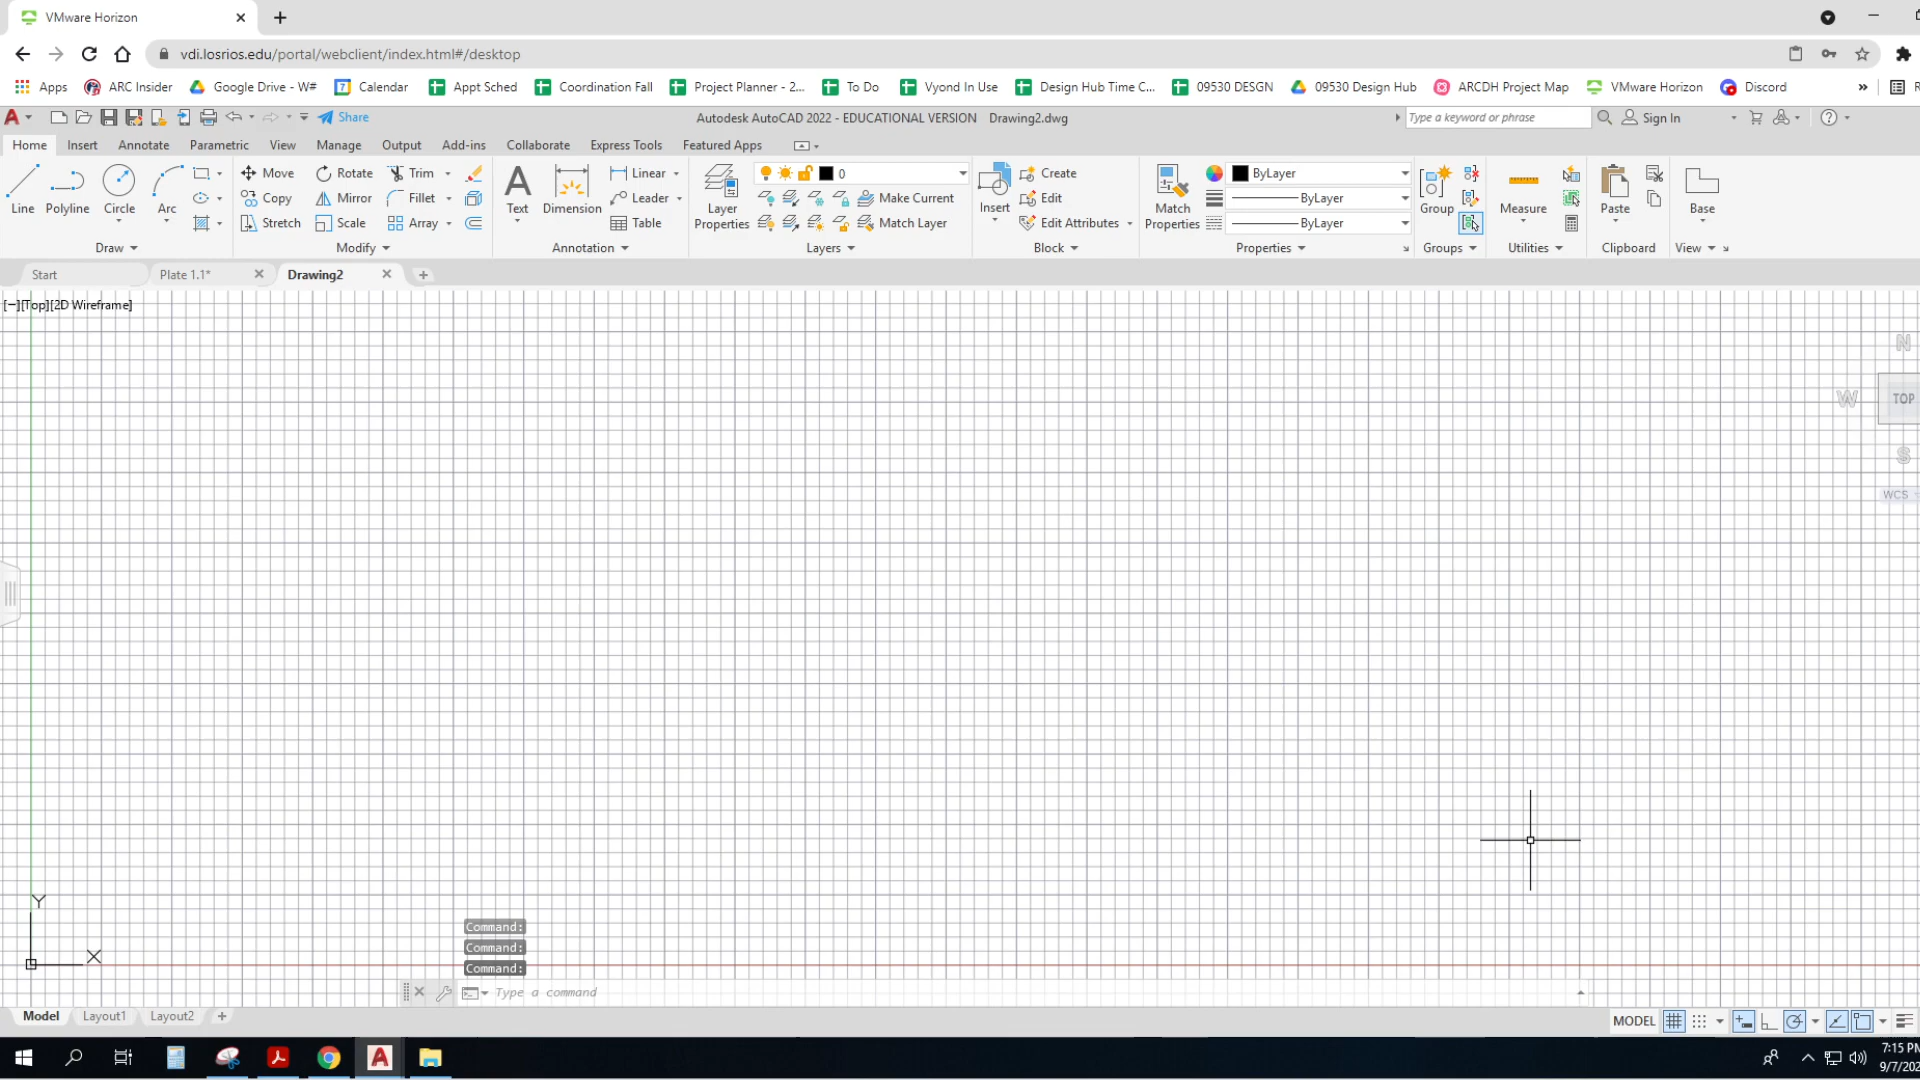 VMware Horizon
vdi.losrios.edu/portal/webclient/index.html#/desktop
Apps ARC Insider Google Drive - W# Calendar Appt Sched Coordination Fall Project Planner - 2... To Do Vyond In Use Design Hub Time C... 09530 DESGN 09530 Design Hub ARCDH Project Map VMware Horizon Discord »
Share Autodesk AutoCAD 2022 - EDUCATIONAL VERSION Drawing2.dwg Type a keyword or phrase Sign In
Home Insert Annotate Parametric View Manage Output Add-ins Collaborate Express Tools Featured Apps
Move Rotate Trim Linear 0 Create ByLayer
Line Polyline Circle Arc Copy Mirror Fillet Text Dimension Leader Layer Properties Make Current Insert Edit Match Properties ByLayer Group Measure Paste Base
Stretch Scale Array Table Match Layer Edit Attributes ByLayer
Draw Modify Annotation Layers Block Properties Groups Utilities Clipboard View
Start Plate 1.1* Drawing2
[−][Top][2D Wireframe]
N
W TOP
S
WCS
Y
X
Command:
Command:
Command:
Type a command
Model Layout1 Layout2 MODEL
7:15 PM
9/7/202